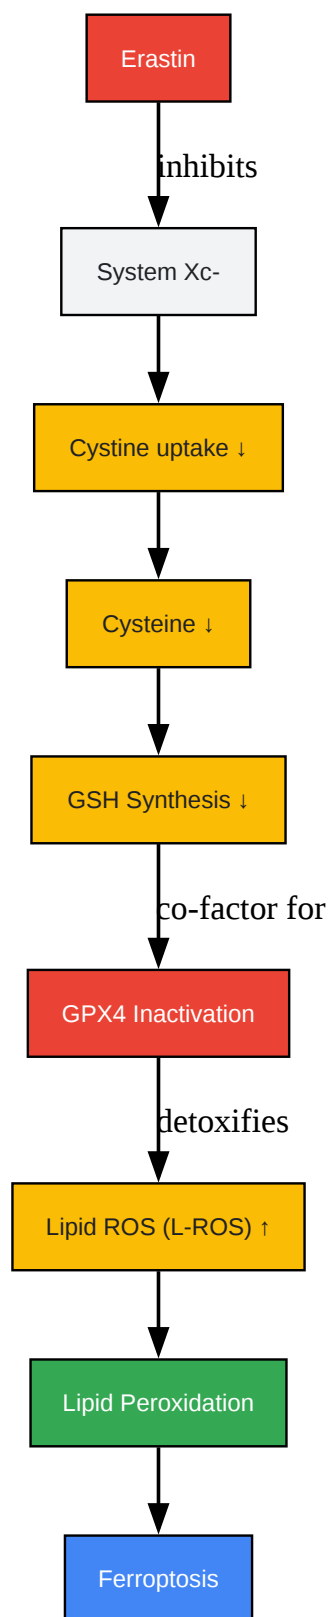 Erastin
inhibits
System Xc-
Cystine uptake ↓
Cysteine ↓
GSH Synthesis ↓
co-factor for
GPX4 Inactivation
detoxifies
Lipid ROS (L-ROS) ↑
Lipid Peroxidation
Ferroptosis